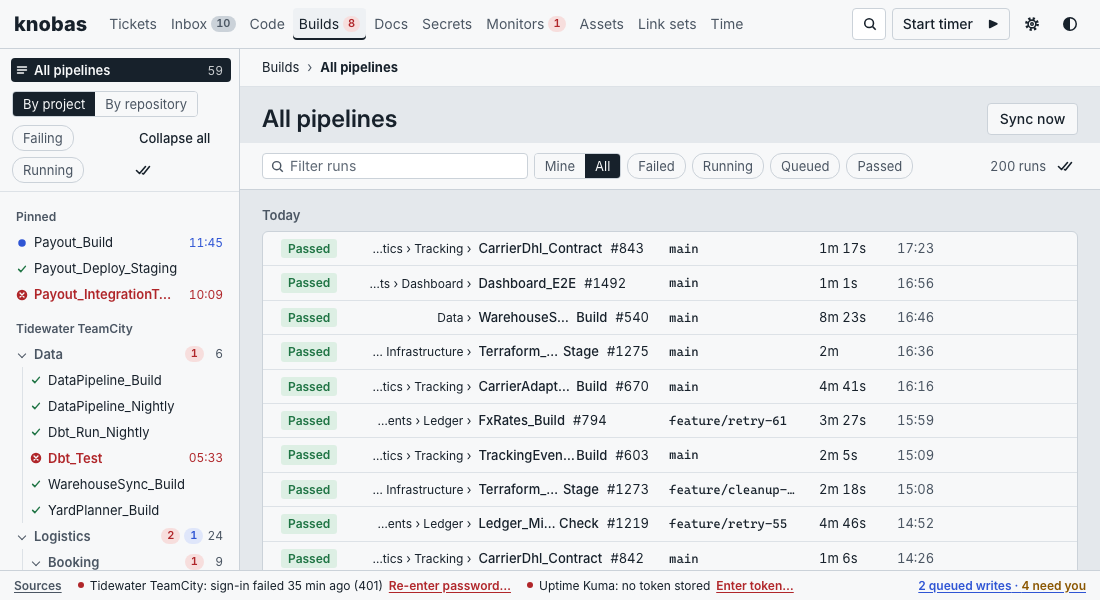 knobas Tickets Inbox 10 Code Builds 8 Docs Secrets Monitors 1 Assets Link sets Time Start timer
All pipelines 59
By project By repository
Failing Collapse all
Running
Pinned
Payout_Build 11:45
Payout_Deploy_Staging
Payout_IntegrationT... 10:09
Tidewater TeamCity
Data 1 6
DataPipeline_Build
DataPipeline_Nightly
Dbt_Run_Nightly
Dbt_Test 05:33
WarehouseSync_Build
YardPlanner_Build
Logistics 2 1 24
Booking 1 9
Builds › All pipelines
All pipelines Sync now
Filter runs Mine All Failed Running Queued Passed 200 runs
Today
Passed ...tics › Tracking › CarrierDhl_Contract #843 main 1m 17s 17:23
Passed ...ts › Dashboard › Dashboard_E2E #1492 main 1m 1s 16:56
Passed Data › WarehouseS... Build #540 main 8m 23s 16:46
Passed ... Infrastructure › Terraform_... Stage #1275 main 2m 16:36
Passed ...tics › Tracking › CarrierAdapt... Build #670 main 4m 41s 16:16
Passed ...ents › Ledger › FxRates_Build #794 feature/retry-61 3m 27s 15:59
Passed ...tics › Tracking › TrackingEven... Build #603 main 2m 5s 15:09
Passed ... Infrastructure › Terraform_... Stage #1273 feature/cleanup-... 2m 18s 15:08
Passed ...ents › Ledger › Ledger_Mi... Check #1219 feature/retry-55 4m 46s 14:52
Passed ...tics › Tracking › CarrierDhl_Contract #842 main 1m 6s 14:26
Sources Tidewater TeamCity: sign-in failed 35 min ago (401) Re-enter password... Uptime Kuma: no token stored Enter token... 2 queued writes · 4 need you